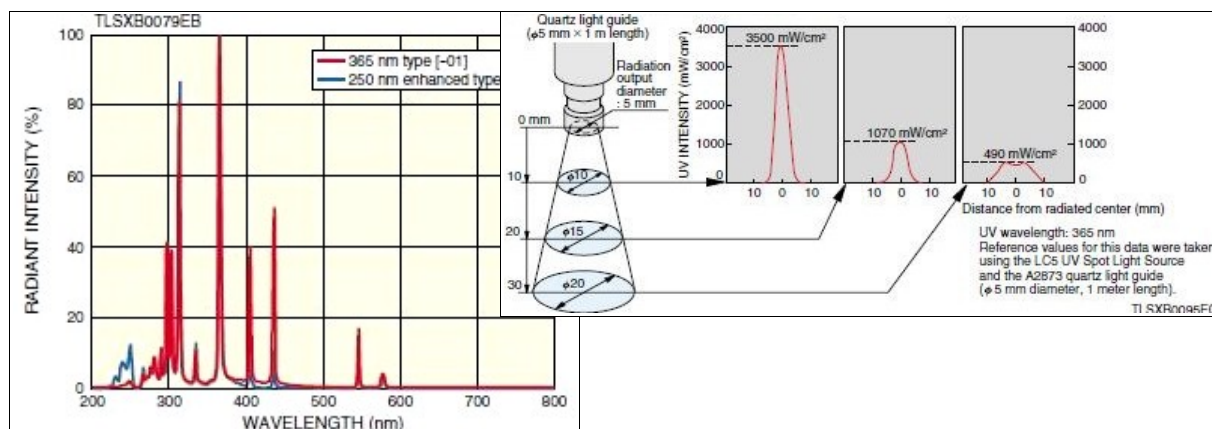 TLSXB0079EB
100
80
60
40
20
0
RADIANT INTENSITY (%)
365 nm type [-01]
250 nm enhanced type
200 300 400 500 600 700 800
WAVELENGTH (nm)
Quartz light guide
(ϕ5 mm × 1 m length)
Radiation
output
diameter
: 5 mm
0 mm
10
20
30
ϕ10
ϕ15
ϕ20
UV INTENSITY (mW/cm²)
4000
3000
2000
1000
0
3500 mW/cm²
10 0 10
1070 mW/cm²
10 0 10
490 mW/cm²
10 0 10
4000
3000
2000
1000
0
Distance from radiated center (mm)
UV wavelength: 365 nm
Reference values for this data were taken
using the LC5 UV Spot Light Source
and the A2873 quartz light guide
(ϕ 5 mm diameter, 1 meter length).